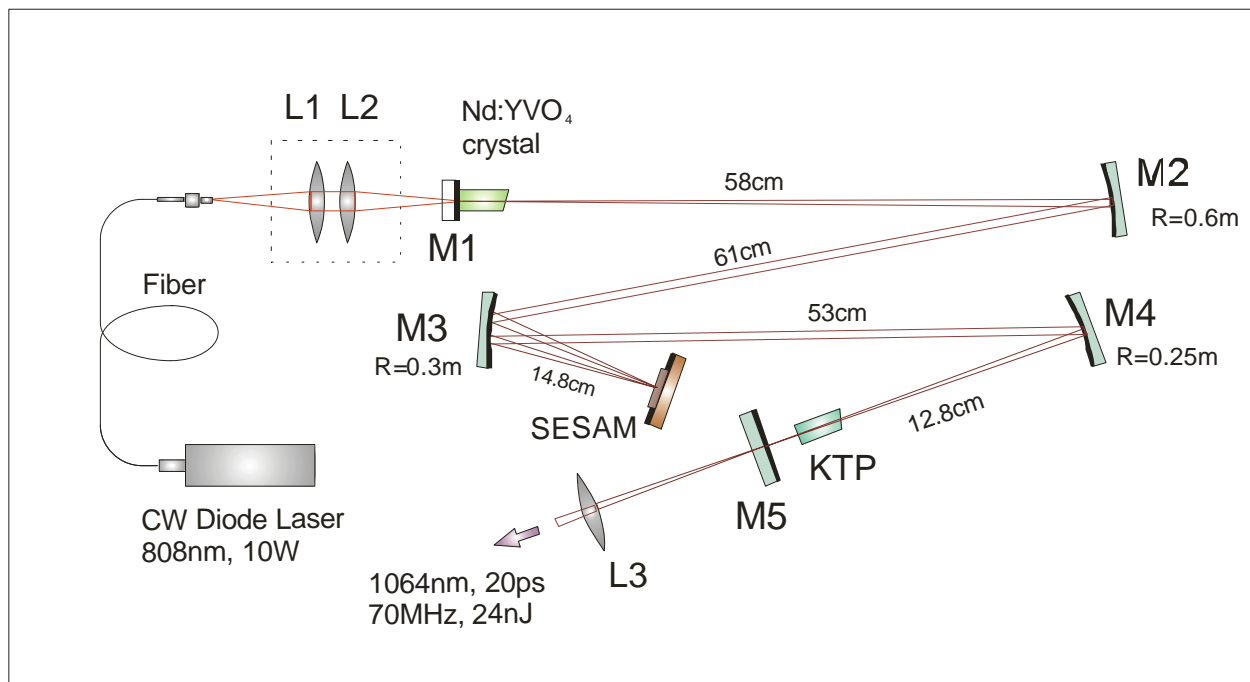 L1 L2
Nd:YVO₄
crystal
M1
58cm
M2
R=0.6m
61cm
Fiber
M3
R=0.3m
53cm
M4
R=0.25m
14.8cm
SESAM
12.8cm
KTP
M5
L3
CW Diode Laser
808nm, 10W
1064nm, 20ps
70MHz, 24nJ